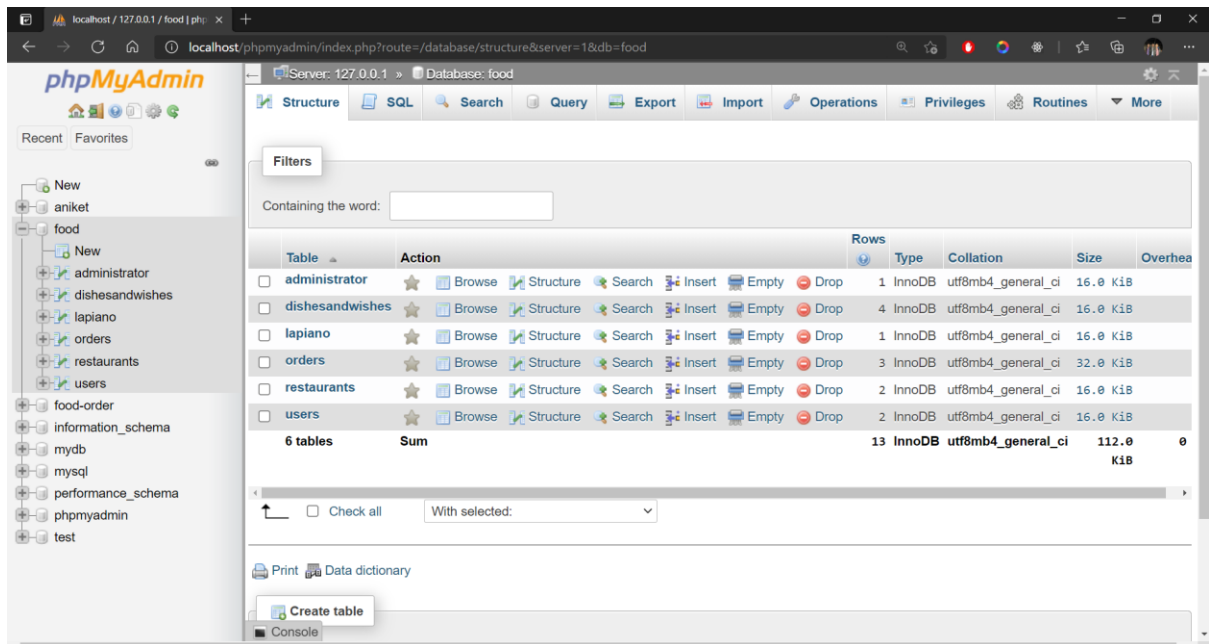 localhost / 127.0.0.1 / food | php
localhost/phpmyadmin/index.php?route=/database/structure&server=1&db=food
phpMyAdmin
Recent Favorites
New
aniket
food
New
administrator
dishesandwishes
lapiano
orders
restaurants
users
food-order
information_schema
mydb
mysql
performance_schema
phpmyadmin
test
Server: 127.0.0.1 » Database: food
Structure SQL Search Query Export Import Operations Privileges Routines More
Filters
Containing the word:
Table Action Rows Type Collation Size Overhea
administrator Browse Structure Search Insert Empty Drop 1 InnoDB utf8mb4_general_ci 16.0 KiB
dishesandwishes Browse Structure Search Insert Empty Drop 4 InnoDB utf8mb4_general_ci 16.0 KiB
lapiano Browse Structure Search Insert Empty Drop 1 InnoDB utf8mb4_general_ci 16.0 KiB
orders Browse Structure Search Insert Empty Drop 3 InnoDB utf8mb4_general_ci 32.0 KiB
restaurants Browse Structure Search Insert Empty Drop 2 InnoDB utf8mb4_general_ci 16.0 KiB
users Browse Structure Search Insert Empty Drop 2 InnoDB utf8mb4_general_ci 16.0 KiB
6 tables Sum 13 InnoDB utf8mb4_general_ci 112.0 0
KiB
Check all With selected:
Print Data dictionary
Create table
Console